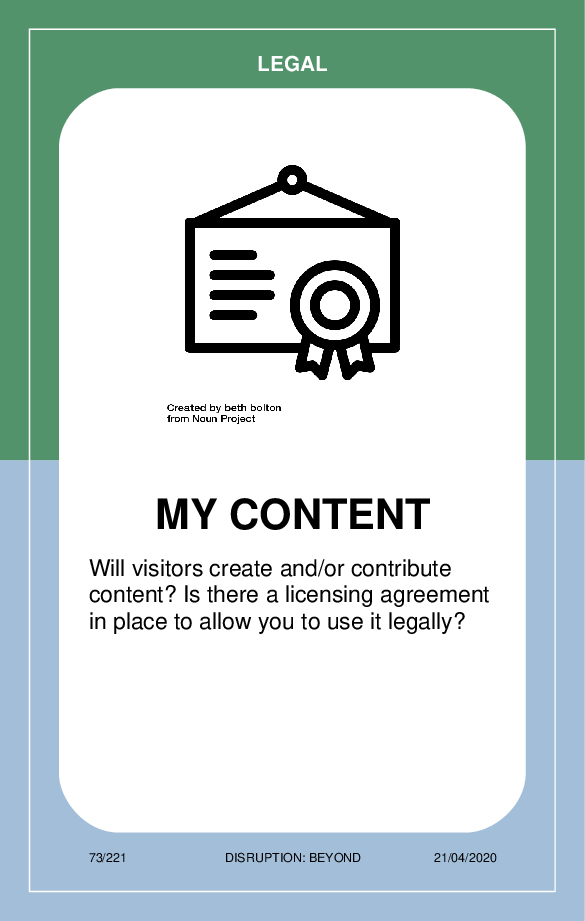 LEGAL
Created by beth bolton
from Noun Project
MY CONTENT
Will visitors create and/or contribute
content? Is there a licensing agreement
in place to allow you to use it legally?
73/221 DISRUPTION: BEYOND 21/04/2020